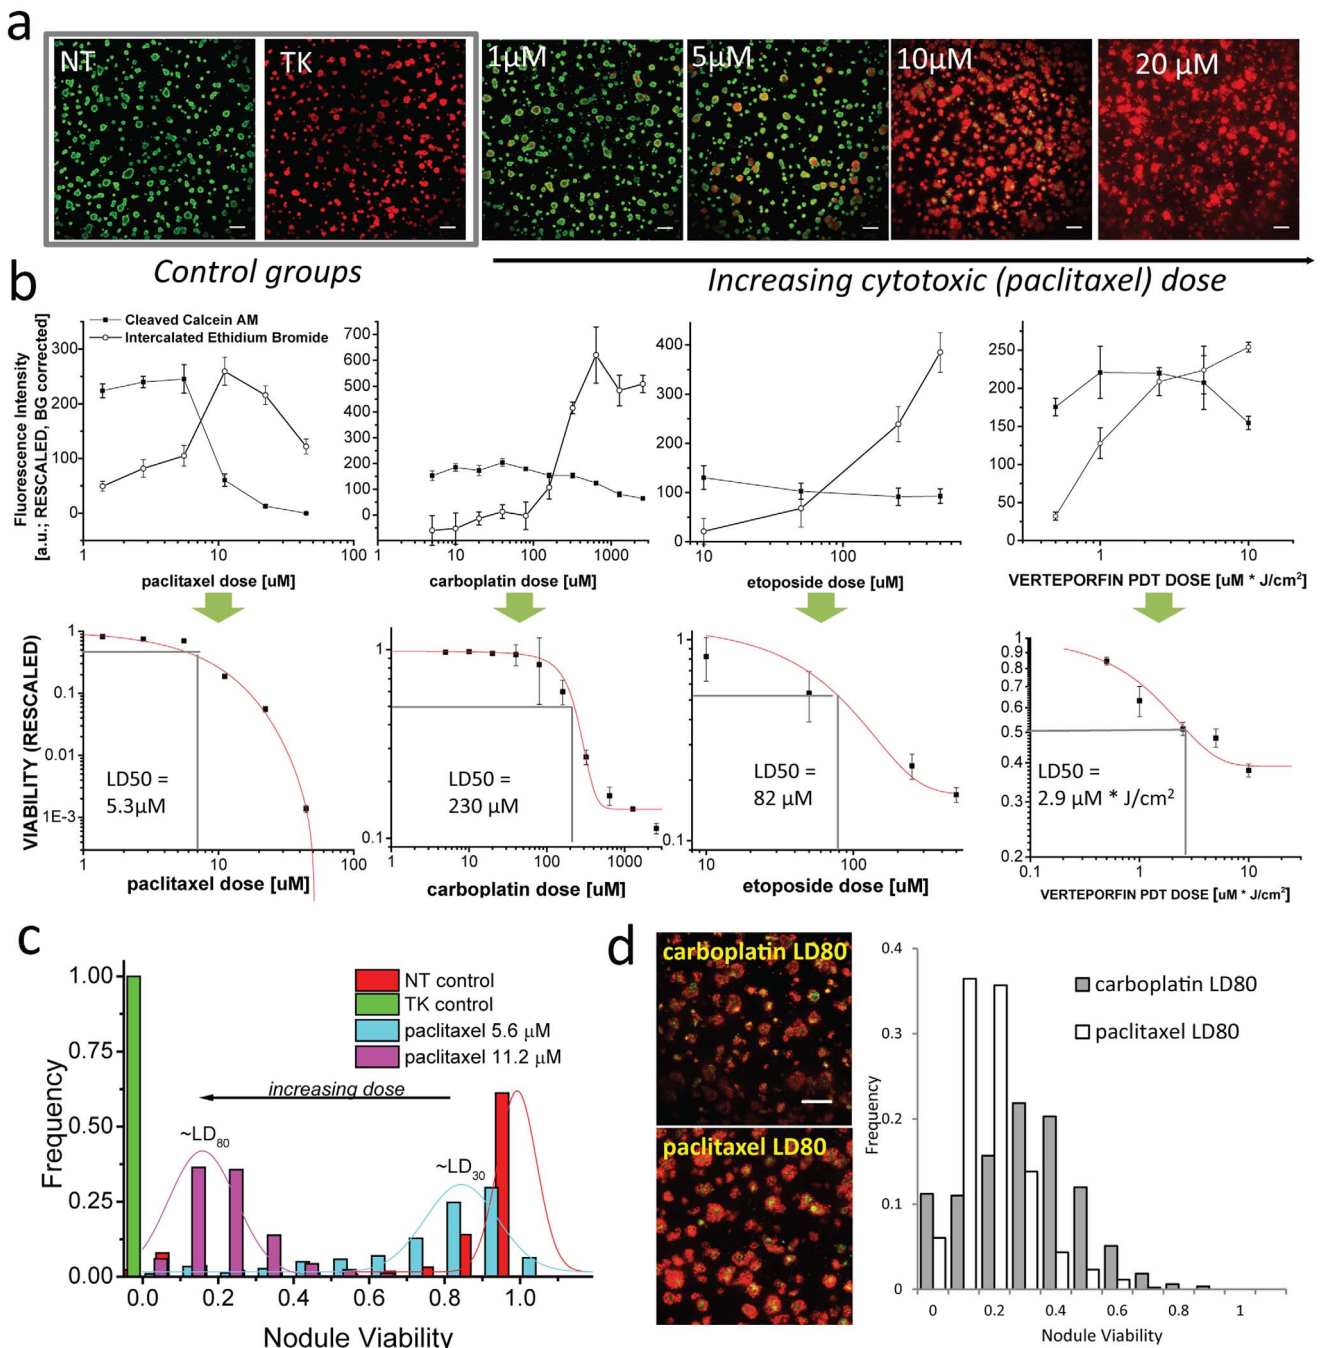 a
NT
TK
1µM
5µM
10µM
20 µM
Control groups
Increasing cytotoxic (paclitaxel) dose
b
Fluorescence Intensity
[a.u.; RESCALED, BG corrected]
Cleaved Calcein AM
Intercalated Ethidium Bromide
300
200
100
0
1
10
100
paclitaxel dose [uM]
700
600
500
400
300
200
100
0
1
10
100
1000
carboplatin dose [uM]
400
300
200
100
0
10
100
etoposide dose [uM]
250
200
150
100
50
0
1
10
VERTEPORFIN PDT DOSE [uM * J/cm²]
VIABILITY (RESCALED)
1
0.1
0.01
1E-3
LD50 =
5.3µM
1
10
100
paclitaxel dose [uM]
1
0.1
LD50 =
230 µM
1
10
100
1000
carboplatin dose [uM]
1
0.1
LD50 =
82 µM
10
100
etoposide dose [uM]
1
0.9
0.8
0.7
0.6
0.5
0.4
0.3
0.2
LD50 =
2.9 µM * J/cm²
0.1
1
10
VERTEPORFIN PDT DOSE [uM * J/cm²]
c
Frequency
1.00
0.75
0.50
0.25
0.00
NT control
TK control
paclitaxel 5.6 µM
paclitaxel 11.2 µM
increasing dose
~LD80
~LD30
0.0
0.2
0.4
0.6
0.8
1.0
Nodule Viability
d
carboplatin LD80
paclitaxel LD80
Frequency
0.4
0.3
0.2
0.1
0
carboplatin LD80
paclitaxel LD80
0
0.2
0.4
0.6
0.8
1
Nodule Viability